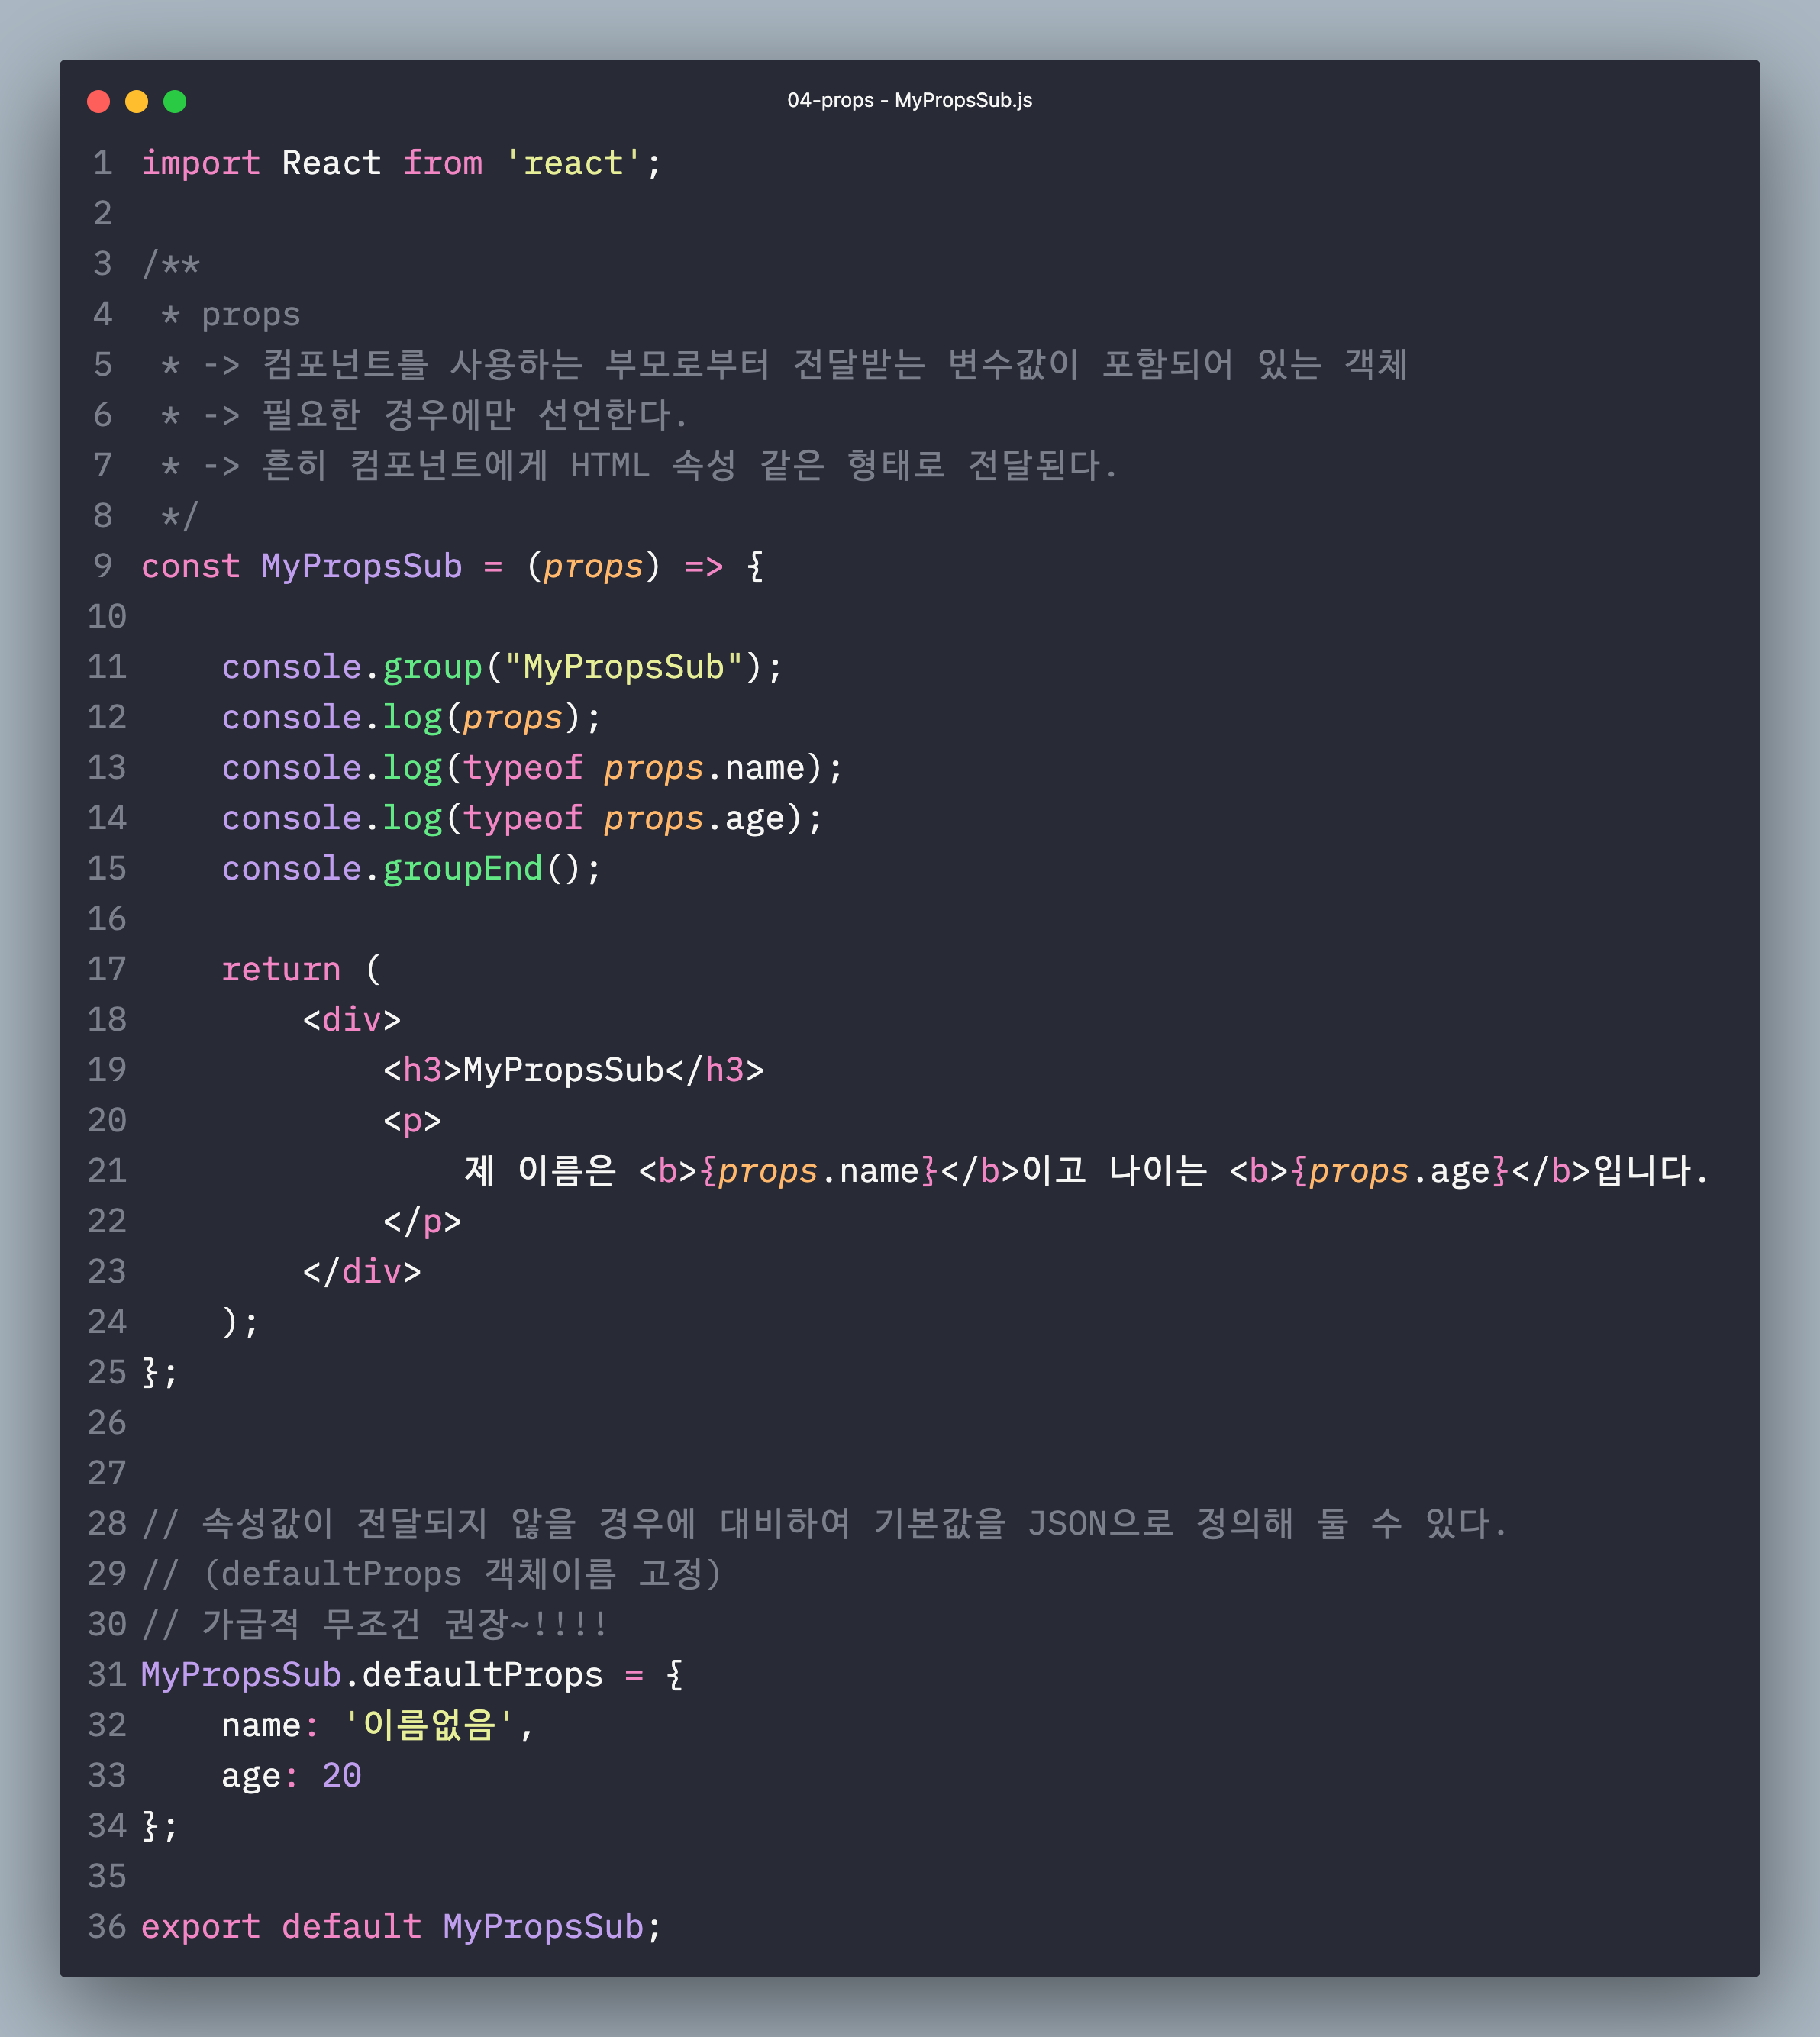 04-props - MyPropsSub.js
1 import React from 'react';
2
3 /**
4  * props
5  * -> 컴포넌트를 사용하는 부모로부터 전달받는 변수값이 포함되어 있는 객체
6  * -> 필요한 경우에만 선언한다.
7  * -> 흔히 컴포넌트에게 HTML 속성 같은 형태로 전달된다.
8  */
9 const MyPropsSub = (props) => {
10
11     console.group("MyPropsSub");
12     console.log(props);
13     console.log(typeof props.name);
14     console.log(typeof props.age);
15     console.groupEnd();
16
17     return (
18         <div>
19             <h3>MyPropsSub</h3>
20             <p>
21                 제 이름은 <b>{props.name}</b>이고 나이는 <b>{props.age}</b>입니다.
22             </p>
23         </div>
24     );
25 };
26
27
28 // 속성값이 전달되지 않을 경우에 대비하여 기본값을 JSON으로 정의해 둘 수 있다.
29 // (defaultProps 객체이름 고정)
30 // 가급적 무조건 권장~!!!!
31 MyPropsSub.defaultProps = {
32     name: '이름없음',
33     age: 20
34 };
35
36 export default MyPropsSub;